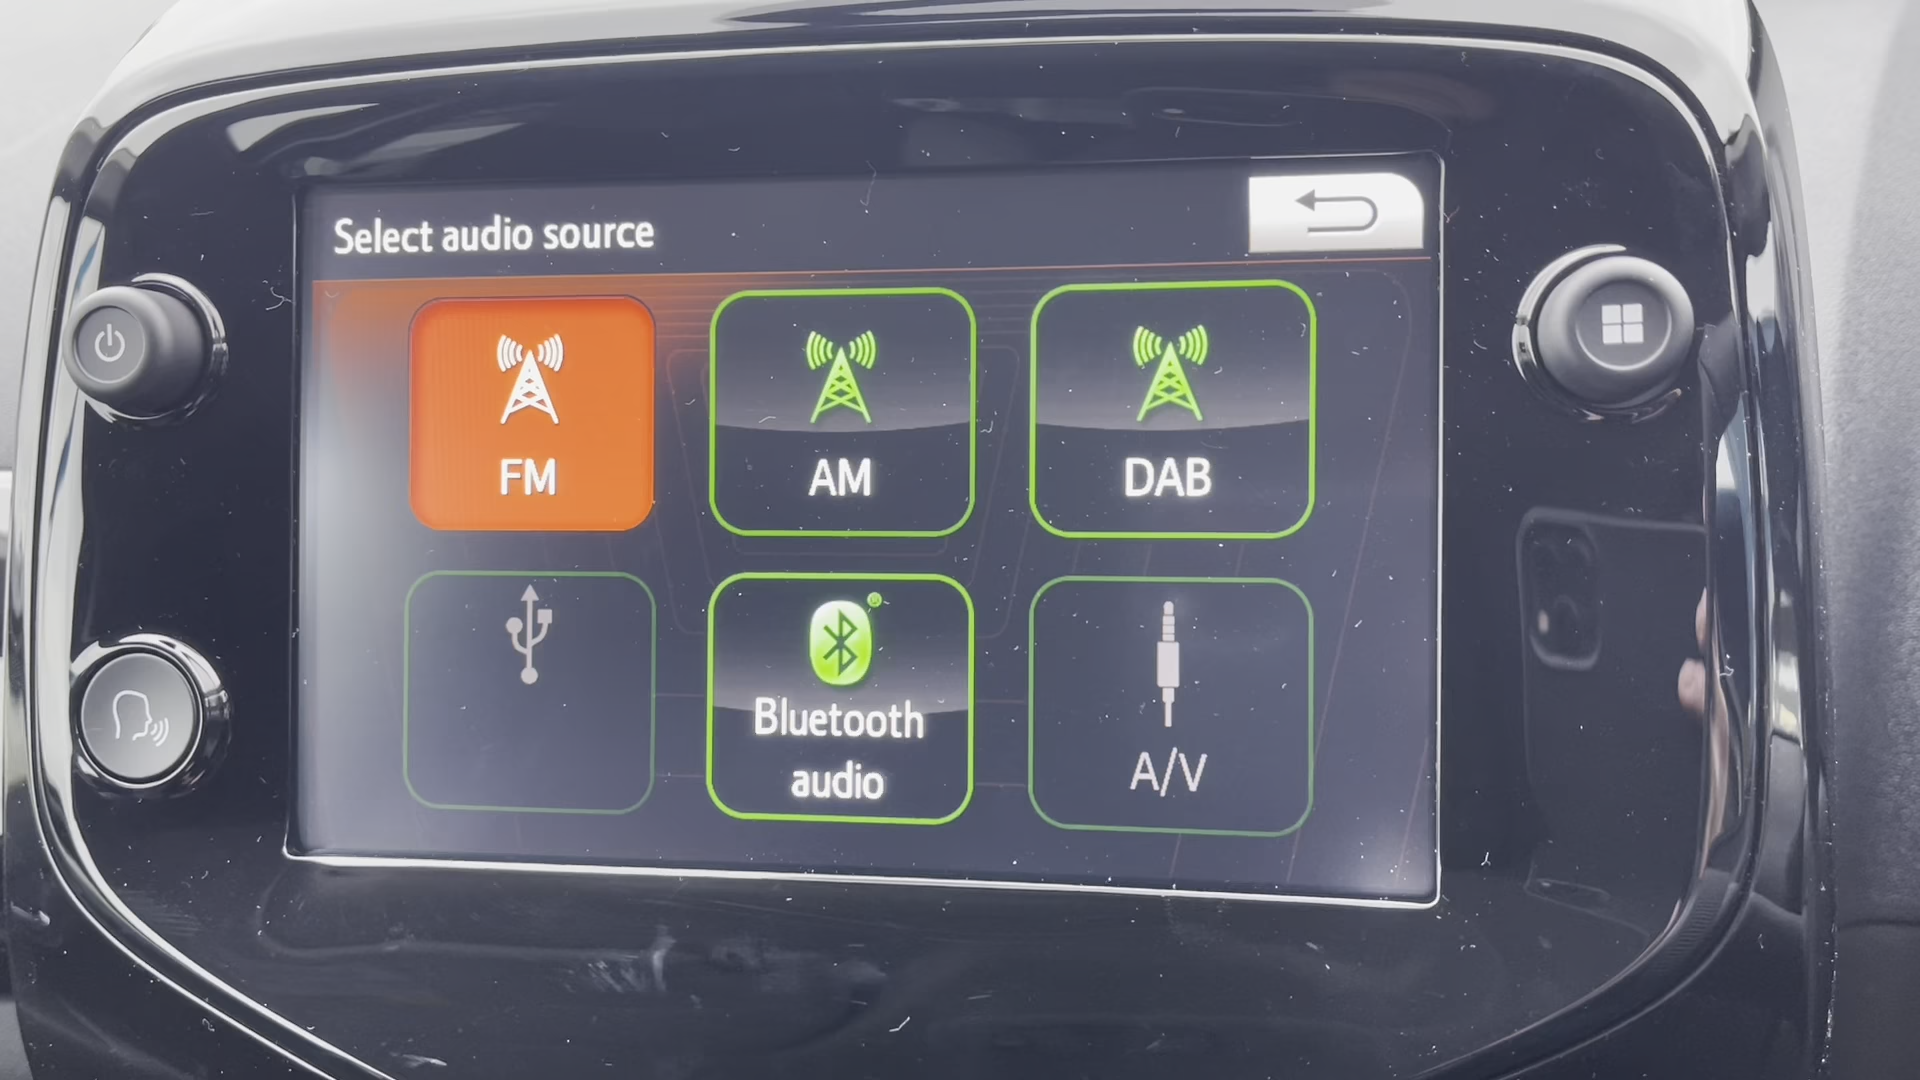 Select audio source
FM
AM
DAB
Bluetooth
audio
A/V